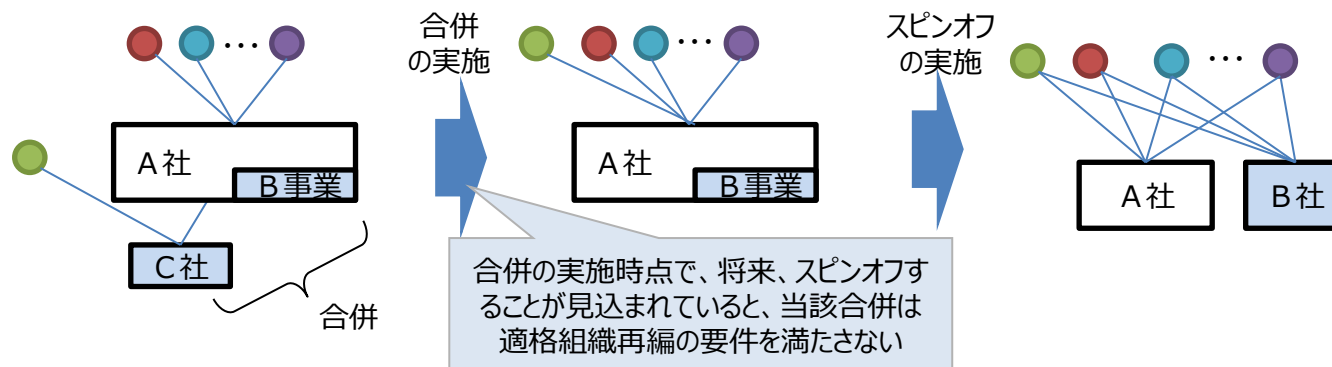 合併
の実施
スピンオフ
の実施
…
…
…
A社
B事業
C社
合併
A社
B事業
A社
B社
合併の実施時点で、将来、スピンオフす
ることが見込まれていると、当該合併は
適格組織再編の要件を満たさない